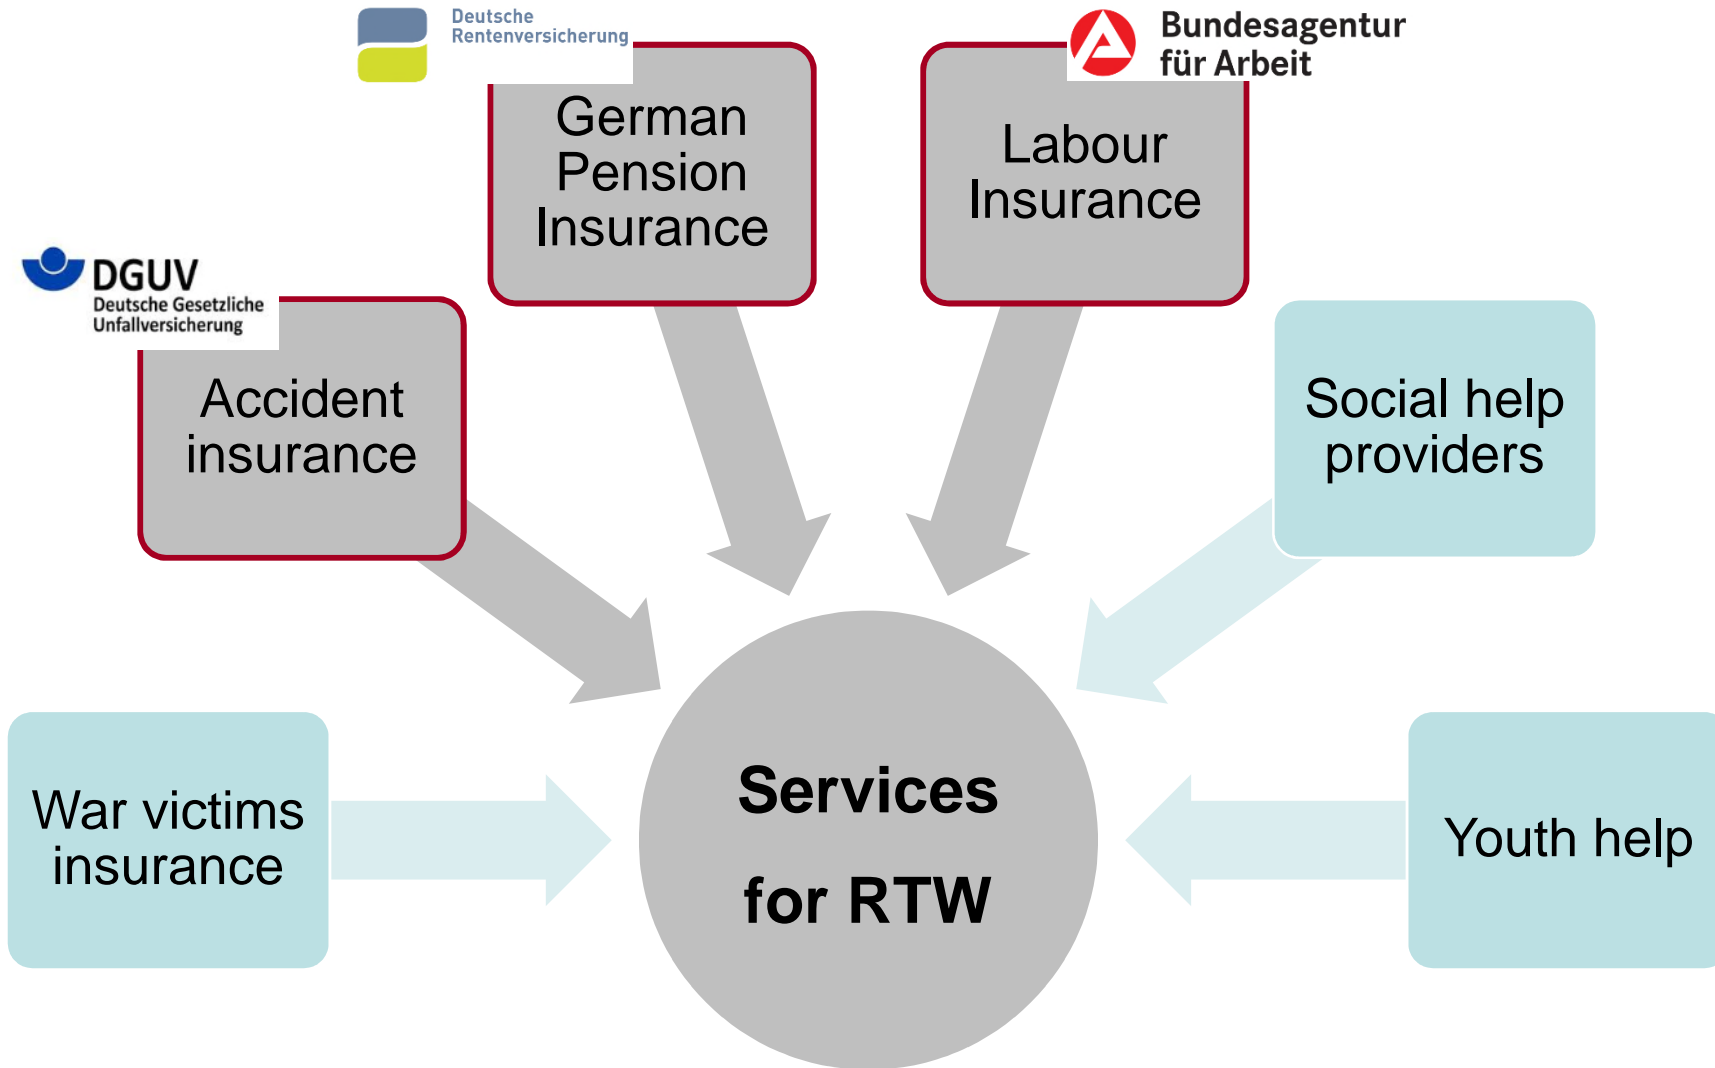 Deutsche
Rentenversicherung
Bundesagentur
für Arbeit
German
Pension
Insurance
Labour
Insurance
DGUV
Deutsche Gesetzliche
Unfallversicherung
Accident
insurance
Social help
providers
War victims
insurance
Services
for RTW
Youth help